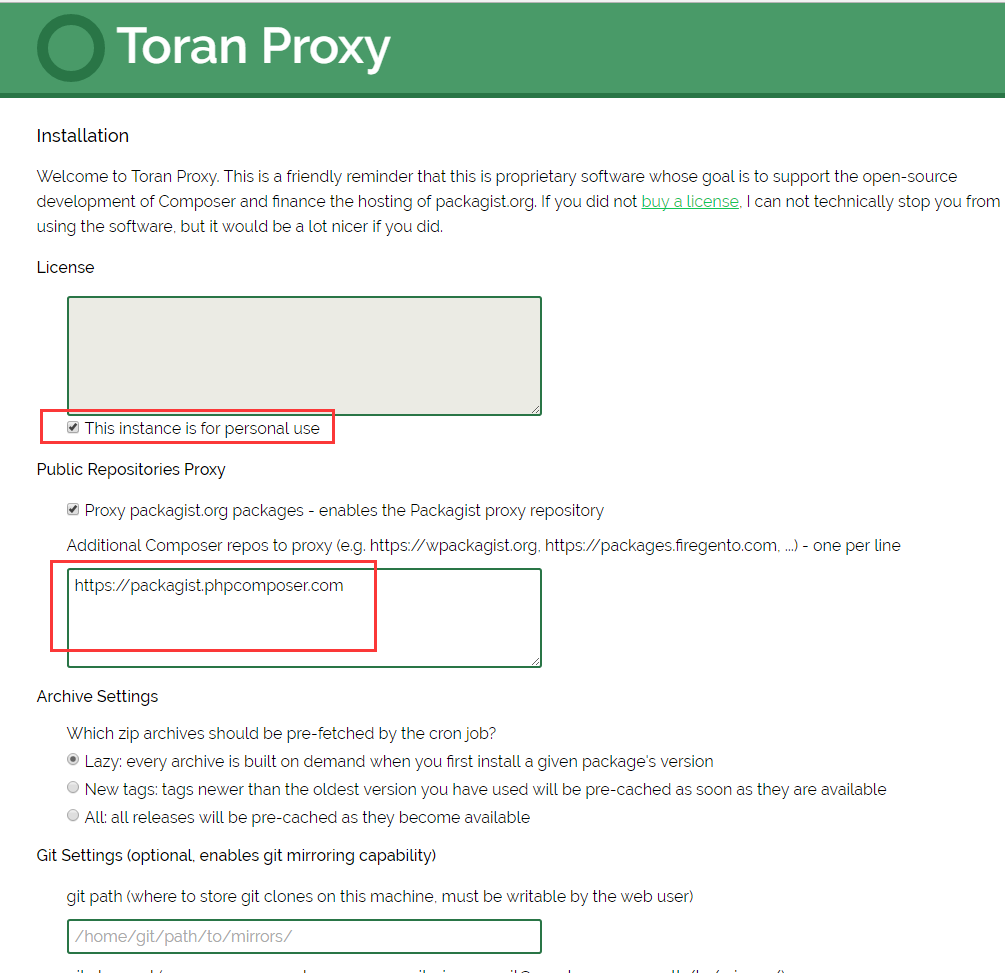 Toran Proxy
Installation
Welcome to Toran Proxy. This is a friendly reminder that this is proprietary software whose goal is to support the open-source
development of Composer and finance the hosting of packagist.org. If you did not buy a license, I can not technically stop you from
using the software, but it would be a lot nicer if you did.
License
This instance is for personal use
Public Repositories Proxy
Proxy packagist.org packages - enables the Packagist proxy repository
Additional Composer repos to proxy (e.g. https://wpackagist.org, https://packages.firegento.com, ...) - one per line
https://packagist.phpcomposer.com
Archive Settings
Which zip archives should be pre-fetched by the cron job?
Lazy: every archive is built on demand when you first install a given package's version
New tags: tags newer than the oldest version you have used will be pre-cached as soon as they are available
All: all releases will be pre-cached as they become available
Git Settings (optional, enables git mirroring capability)
git path (where to store git clones on this machine, must be writable by the web user)
/home/git/path/to/mirrors/